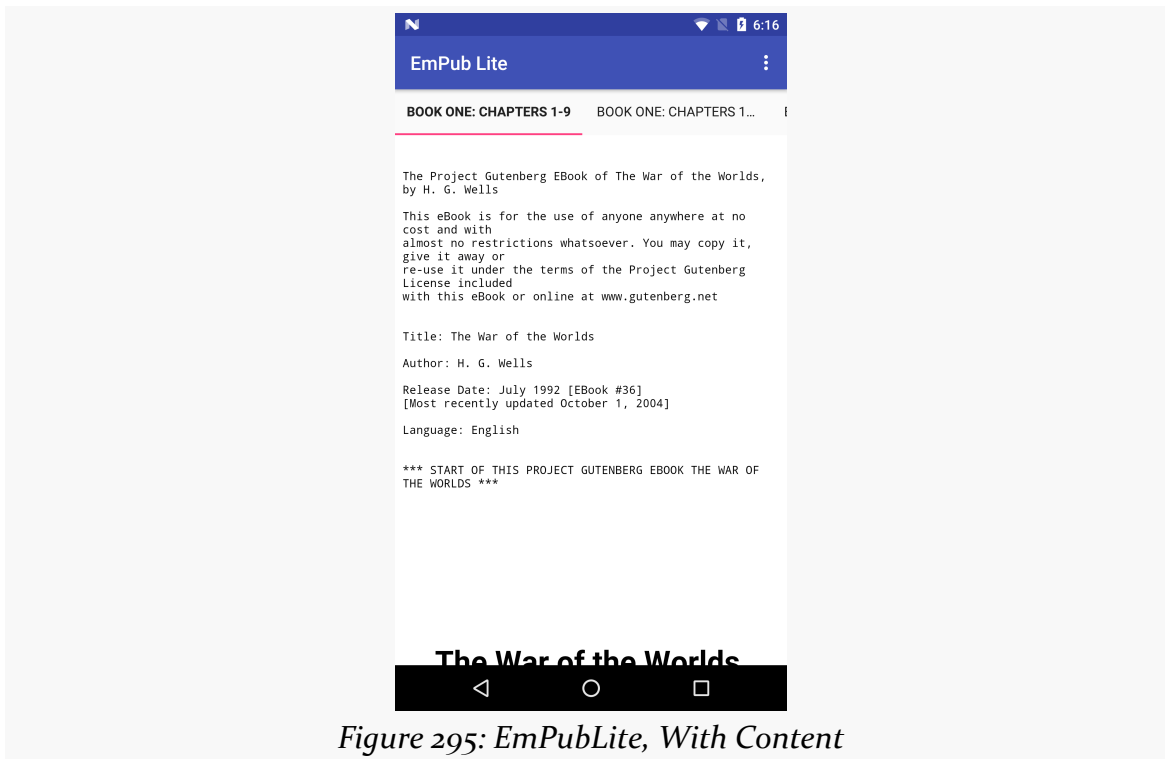 6:16
EmPub Lite
BOOK ONE: CHAPTERS 1-9 BOOK ONE: CHAPTERS 1...
The Project Gutenberg EBook of The War of the Worlds,
by H. G. Wells
This eBook is for the use of anyone anywhere at no
cost and with
almost no restrictions whatsoever. You may copy it,
give it away or
re-use it under the terms of the Project Gutenberg
License included
with this eBook or online at www.gutenberg.net
Title: The War of the Worlds
Author: H. G. Wells
Release Date: July 1992 [EBook #36]
[Most recently updated October 1, 2004]
Language: English
*** START OF THIS PROJECT GUTENBERG EBOOK THE WAR OF
THE WORLDS ***
The War of the Worlds
Figure 295: EmPubLite, With Content